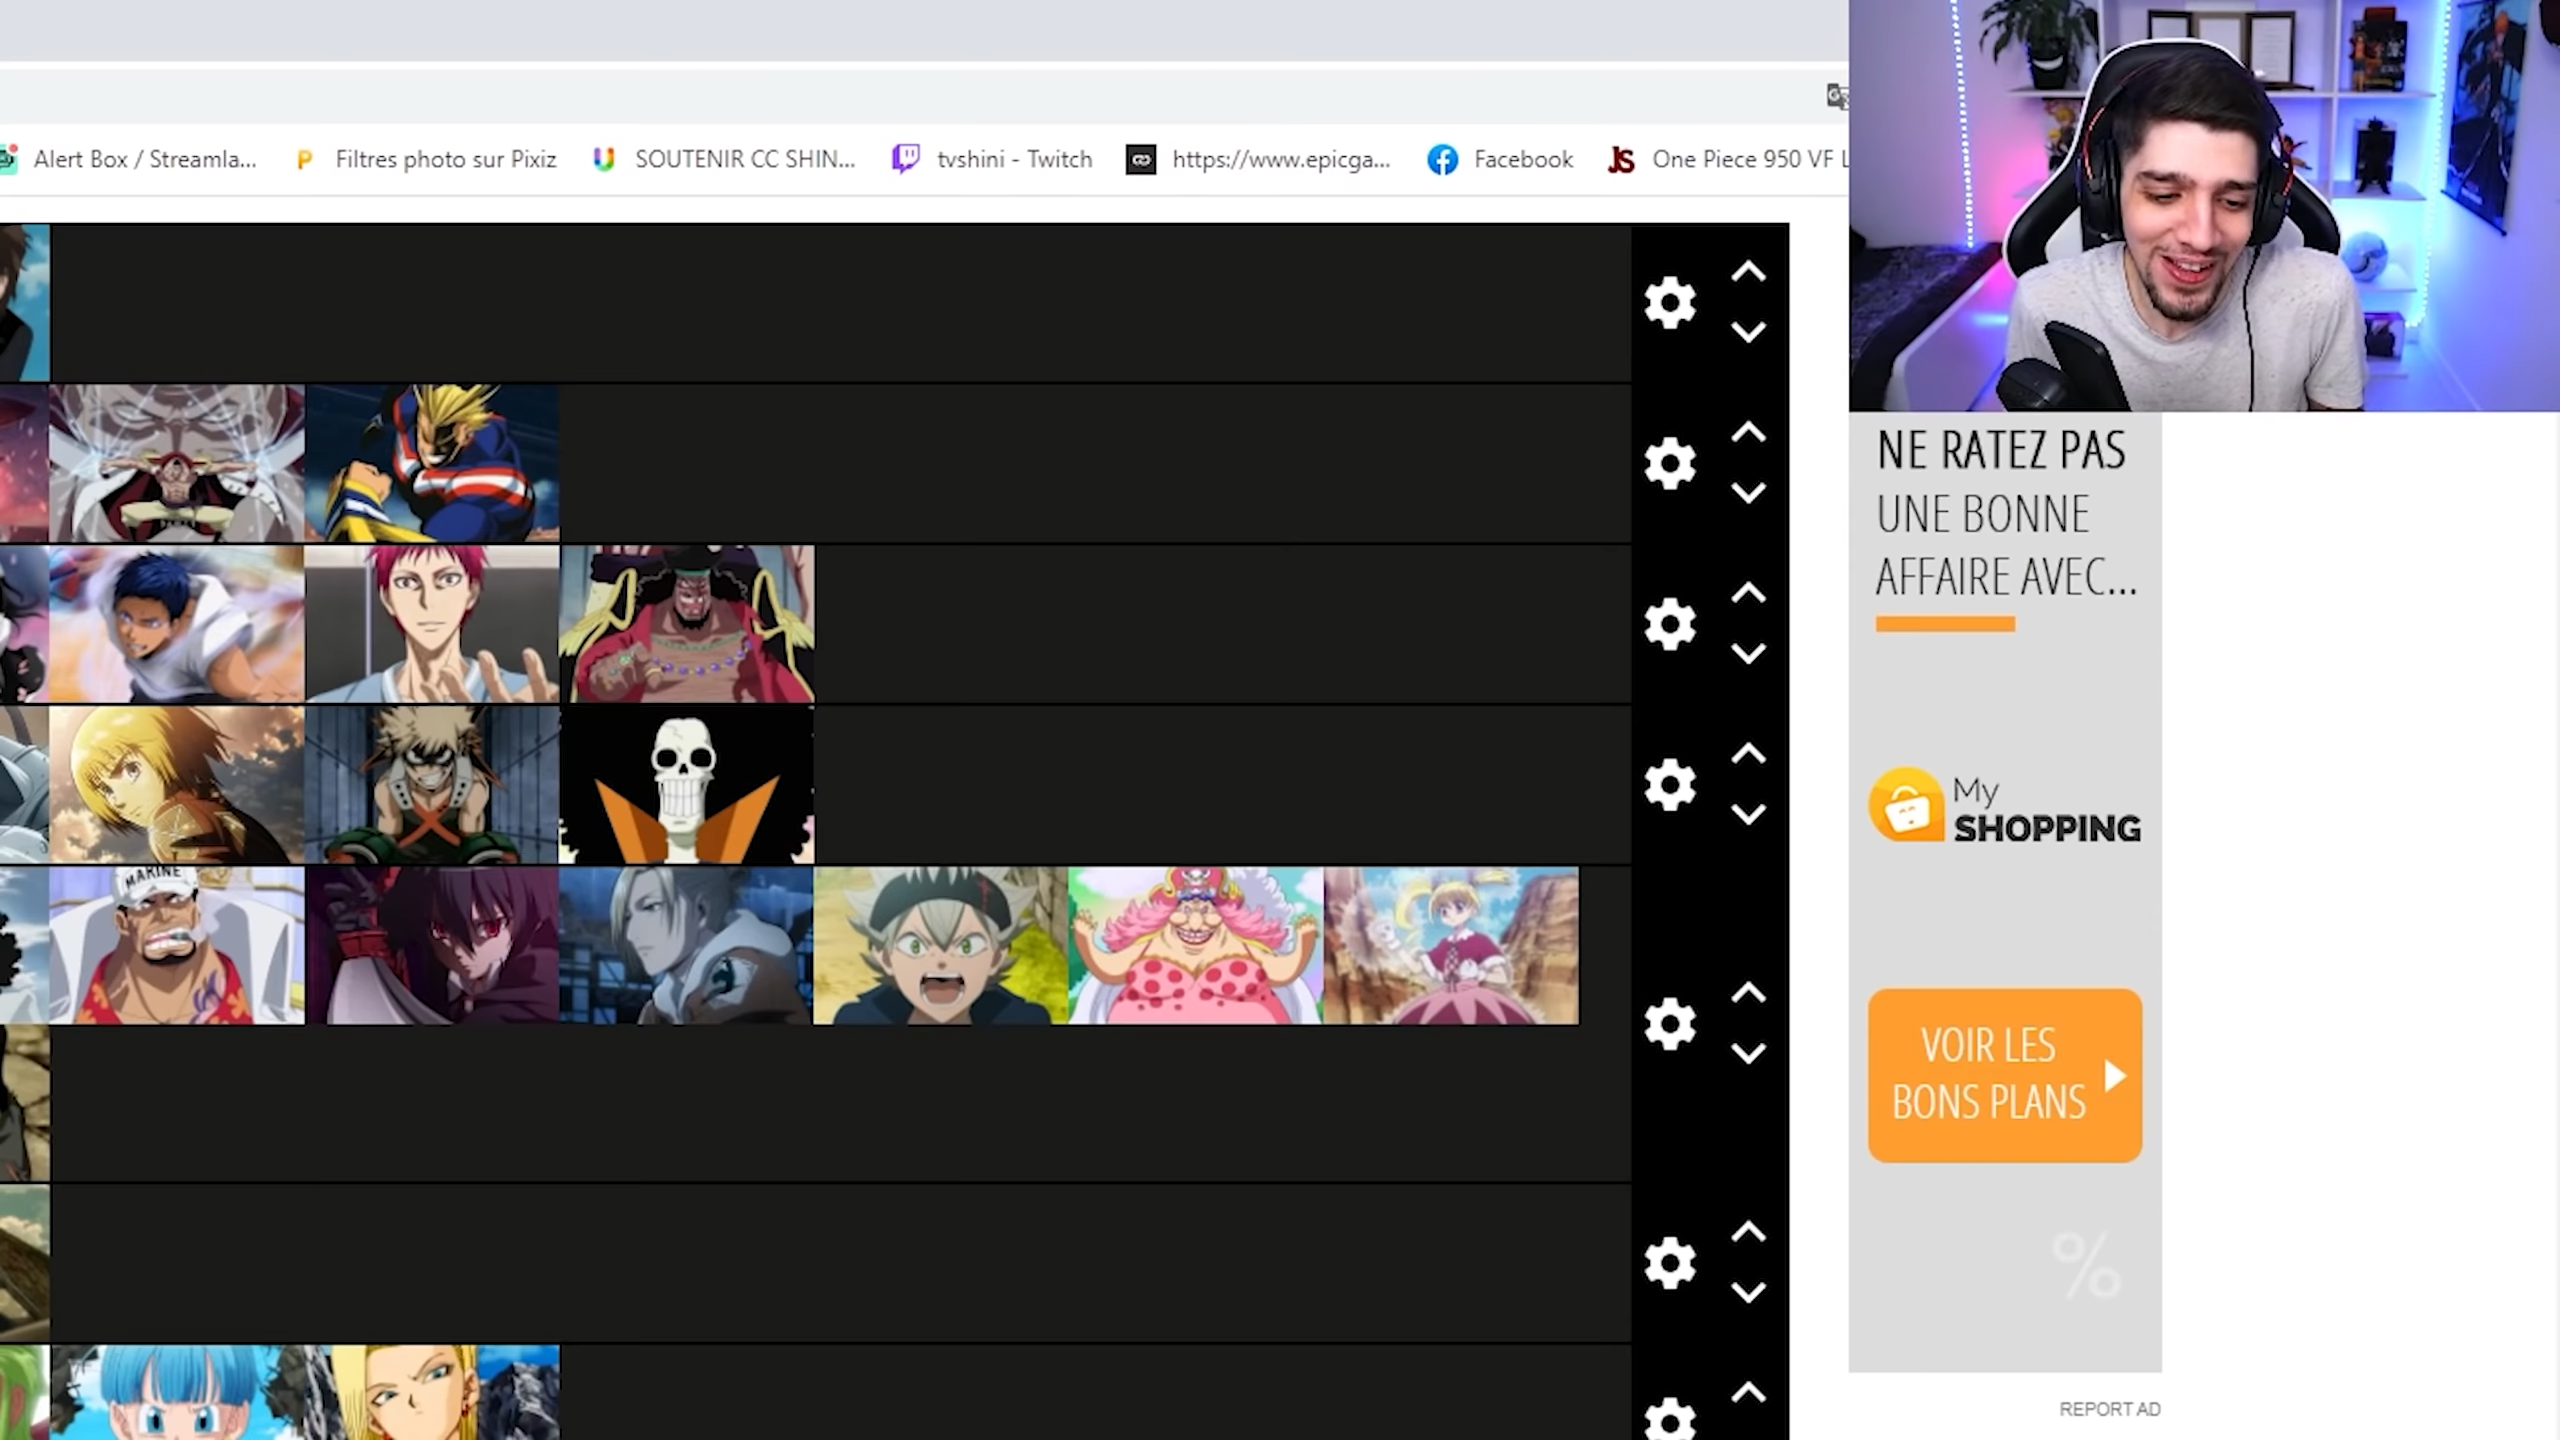 Alert Box / Streamla...
Filtres photo sur Pixiz
SOUTENIR CC SHIN...
tvshini - Twitch
https://www.epicga...
Facebook
One Piece 950 VF L
MARINE
NE RATEZ PAS
UNE BONNE
AFFAIRE AVEC...
My
SHOPPING
VOIR LES
BONS PLANS
%
REPORT AD